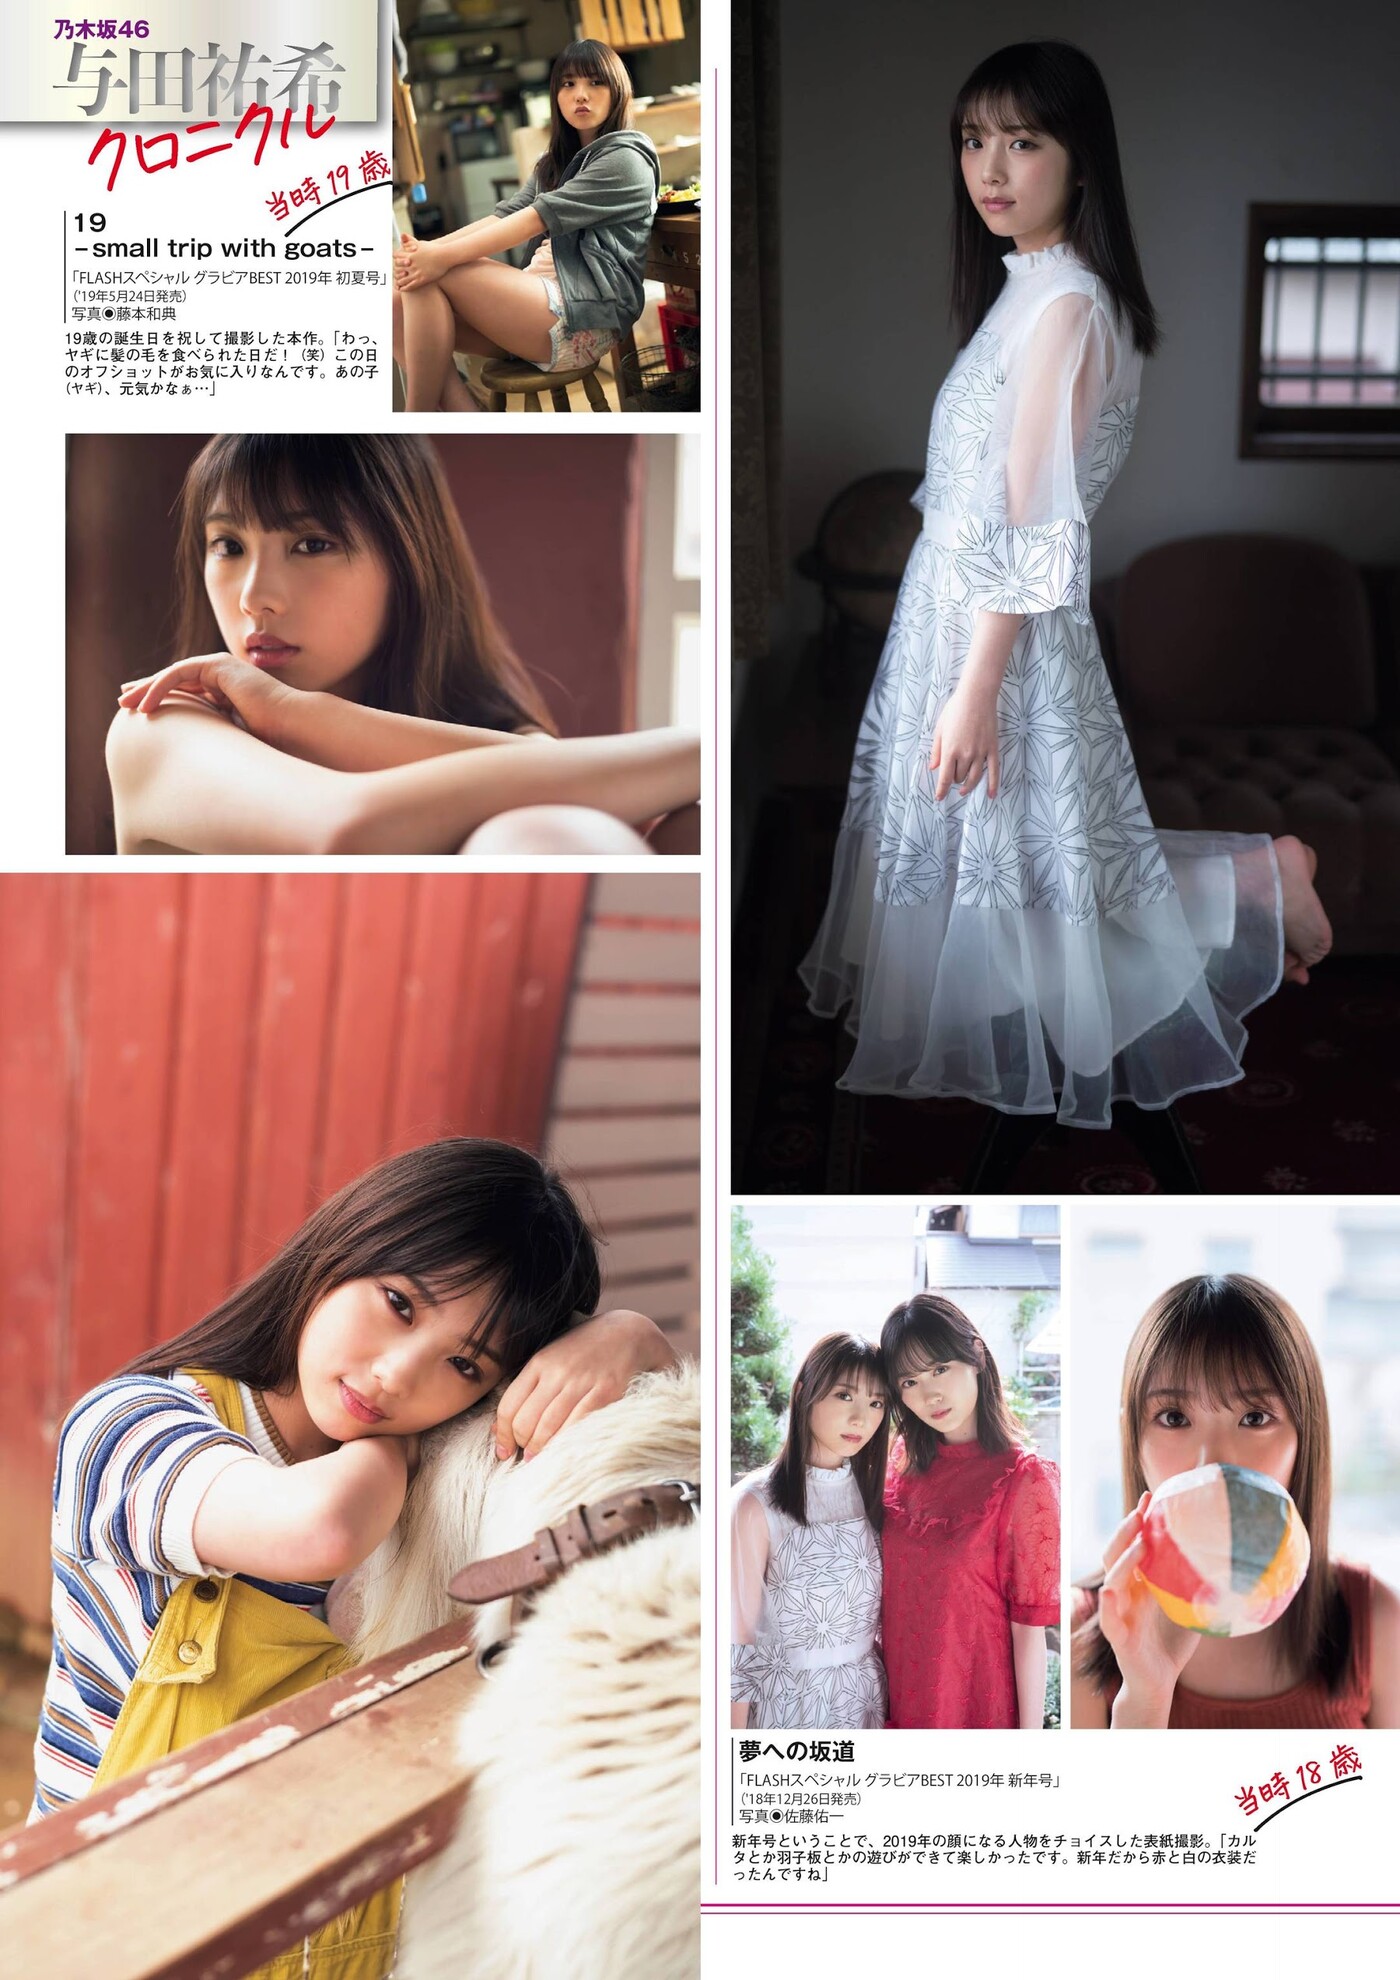 乃木坂46
与田祐希
クロニクル
当時19歳
19
–small trip with goats–
「FLASHスペシャル グラビアBEST 2019年 初夏号」
('19年5月24日発売)
写真◉藤本和典
19歳の誕生日を祝して撮影した本作。「わっ、
ヤギに髪の毛を食べられた日だ！（笑）この日
のオフショットがお気に入りなんです。あの子
（ヤギ）、元気かなぁ…」
夢への坂道
「FLASHスペシャル グラビアBEST 2019年 新年号」
('18年12月26日発売)
写真◉佐藤佑一
当時18歳
新年号ということで、2019年の顔になる人物をチョイスした表紙撮影。「カル
タとか羽子板とかの遊びができて楽しかったです。新年だから赤と白の衣装だ
ったんですね」